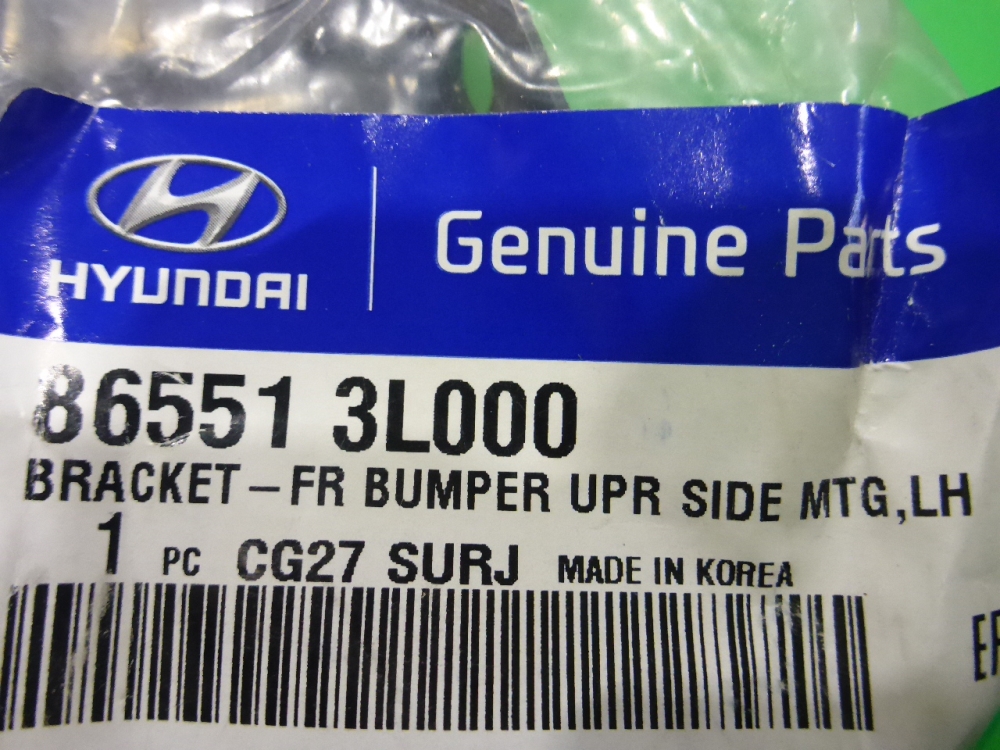 HYUNDAI
Genuine Parts
86551 3L000
BRACKET-FR BUMPER UPR SIDE MTG,LH
1 PC CG27 SURJ MADE IN KOREA